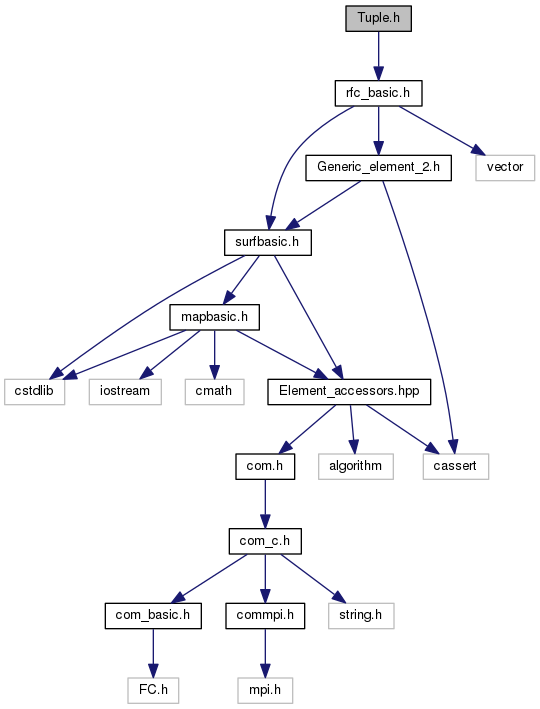 Tuple.h
rfc_basic.h
Generic_element_2.h
vector
surfbasic.h
mapbasic.h
cstdlib
iostream
cmath
Element_accessors.hpp
com.h
algorithm
cassert
com_c.h
com_basic.h
commpi.h
string.h
FC.h
mpi.h